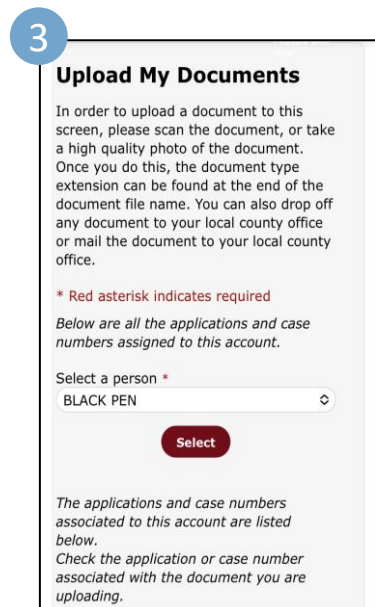 3
Upload My Documents
In order to upload a document to this
screen, please scan the document, or take
a high quality photo of the document.
Once you do this, the document type
extension can be found at the end of the
document file name. You can also drop off
any document to your local county office
or mail the document to your local county
office.
* Red asterisk indicates required
Below are all the applications and case
numbers assigned to this account.
Select a person *
BLACK PEN
Select
The applications and case numbers
associated to this account are listed
below.
Check the application or case number
associated with the document you are
uploading.